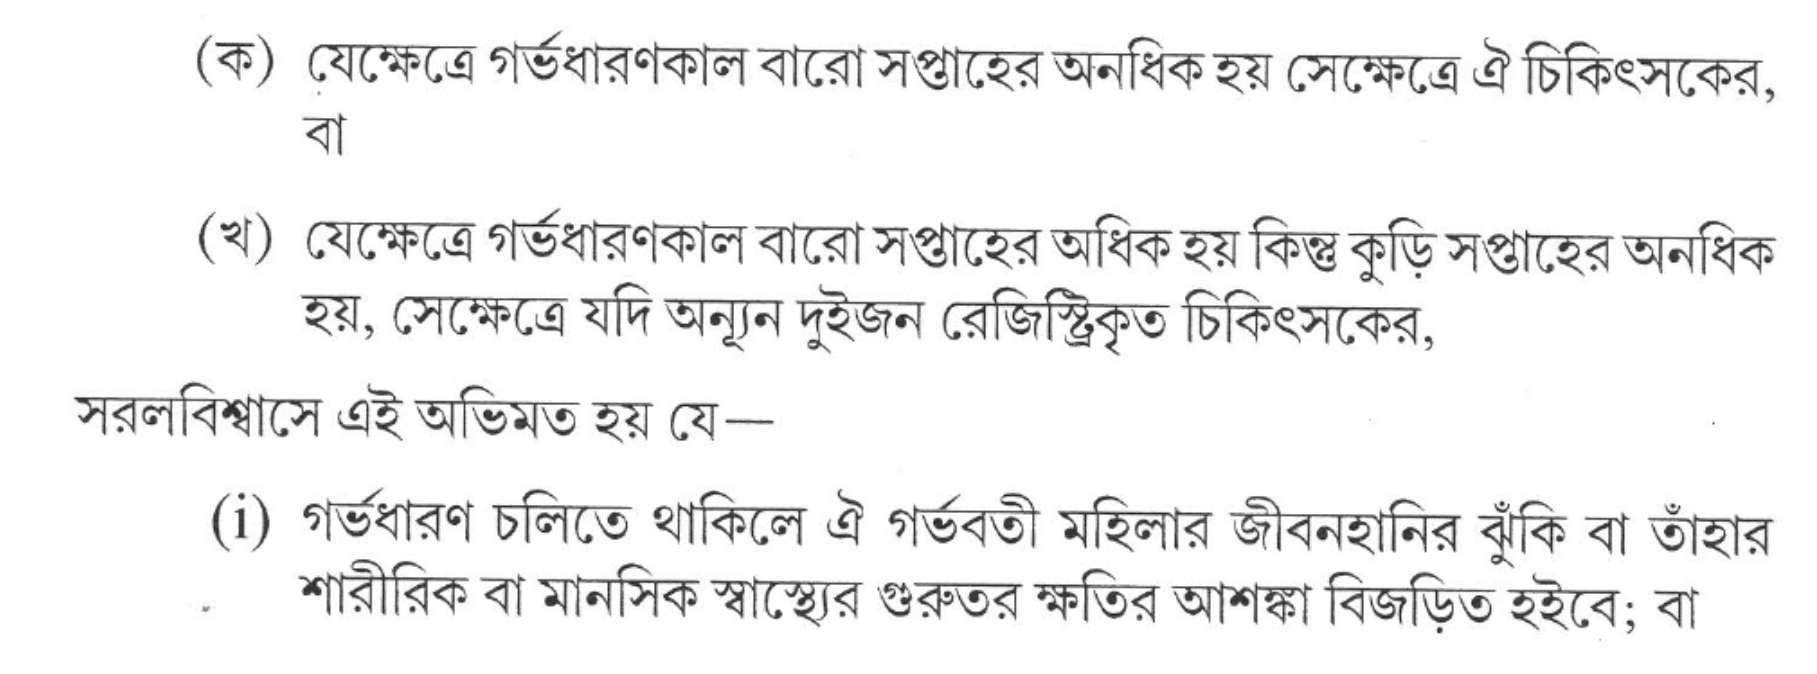 (ক) যেক্ষেত্রে গর্ভধারণকাল বারো সপ্তাহের অনধিক হয় সেক্ষেত্রে ঐ চিকিৎসকের,
বা
(খ) যেক্ষেত্রে গর্ভধারণকাল বারো সপ্তাহের অধিক হয় কিন্তু কুড়ি সপ্তাহের অনধিক
হয়, সেক্ষেত্রে যদি অন্যূন দুইজন রেজিস্ট্রিকৃত চিকিৎসকের,
সরলবিশ্বাসে এই অভিমত হয় যে—
(i) গর্ভধারণ চলিতে থাকিলে ঐ গর্ভবতী মহিলার জীবনহানির ঝুঁকি বা তাঁহার
শারীরিক বা মানসিক স্বাস্থ্যের গুরুতর ক্ষতির আশঙ্কা বিজড়িত হইবে; বা